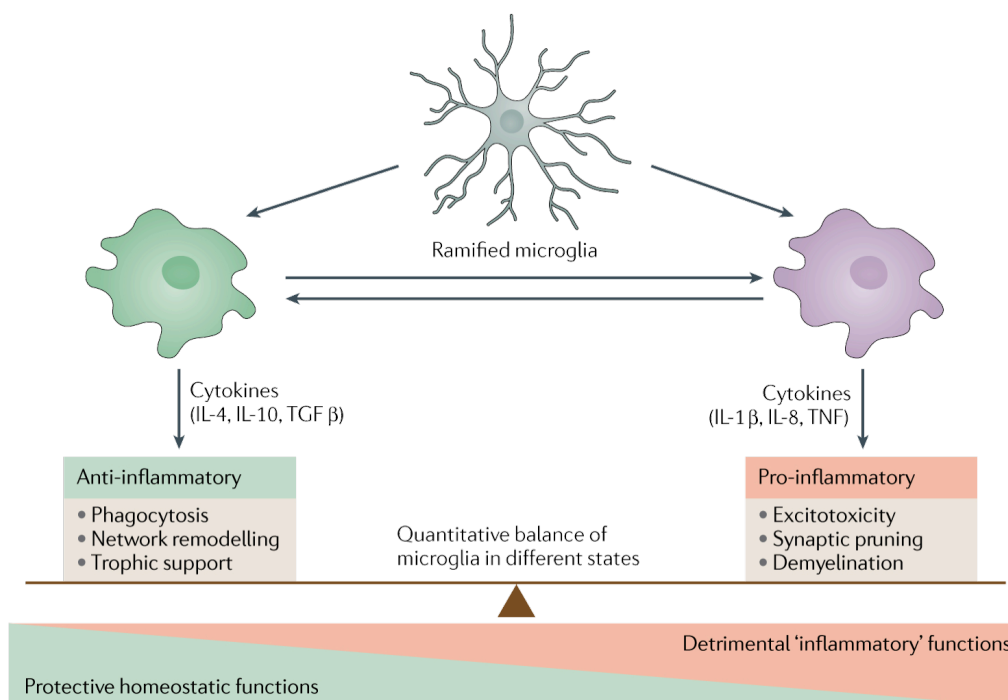 Ramified microglia
Cytokines
(IL-4, IL-10, TGF β)
Cytokines
(IL-1 β, IL-8, TNF)
Anti-inflammatory
• Phagocytosis
• Network remodelling
• Trophic support
Quantitative balance of
microglia in different states
Pro-inflammatory
• Excitotoxicity
• Synaptic pruning
• Demyelination
Detrimental ‘inflammatory’ functions
Protective homeostatic functions